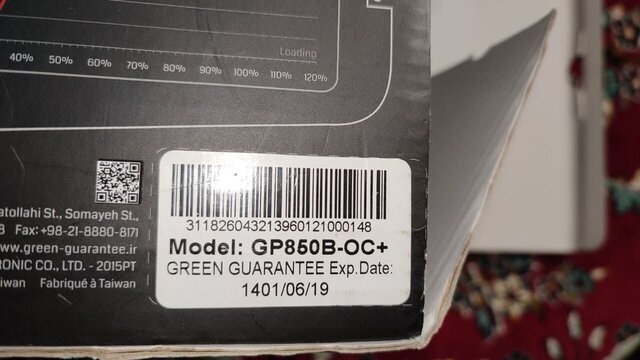 Loading
40% 50% 60% 70% 80% 90% 100% 110% 120%
atollahi St., Somayeh St.,
8 Fax:+98-21-8880-8171
www.green-guarantee.ir
RONIC CO., LTD. - 2015PT
iwan Fabriqué à Taiwan
311826043213960121000148
Model: GP850B-OC+
GREEN GUARANTEE Exp.Date:
1401/06/19